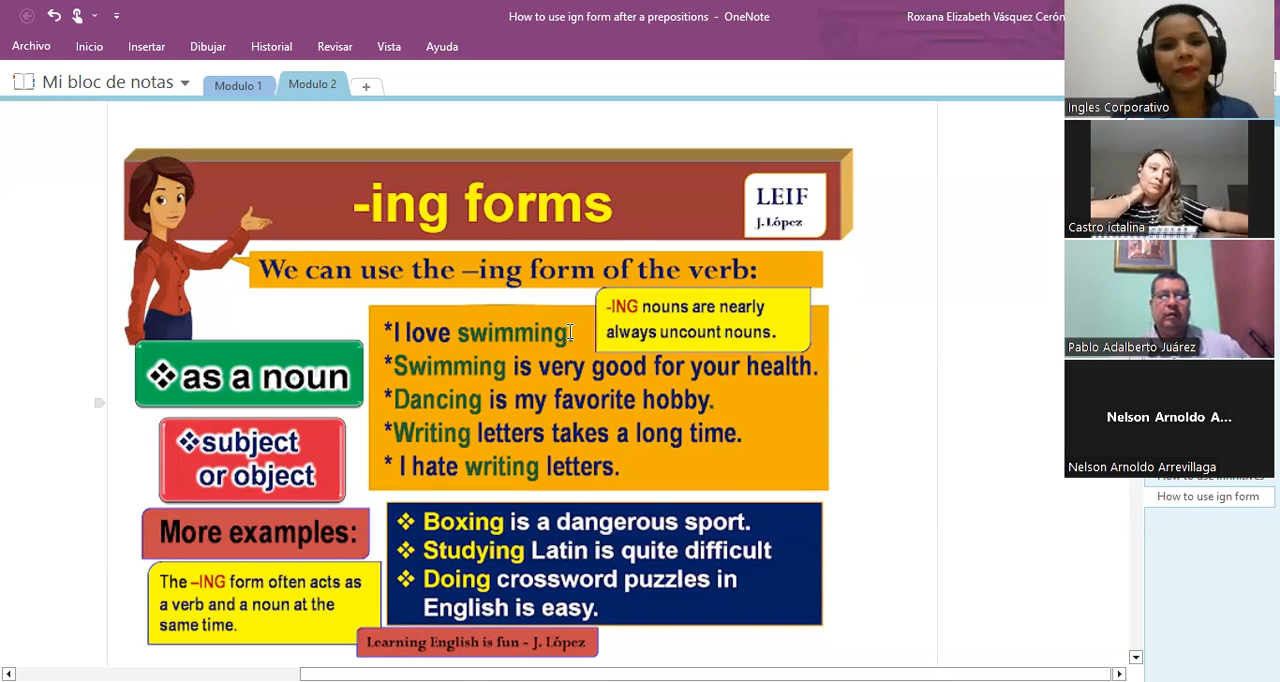 How to use ign form after a prepositions - OneNote
Roxana Elizabeth Vásquez Cerón
Archivo Inicio Insertar Dibujar Historial Revisar Vista Ayuda
Mi bloc de notas
Modulo 1
Modulo 2
-ing forms
LEIF
J.López
We can use the –ing form of the verb:
-ING nouns are nearly
always uncount nouns.
as a noun
subject
or object
*I love swimming.
*Swimming is very good for your health.
*Dancing is my favorite hobby.
*Writing letters takes a long time.
* I hate writing letters.
More examples:
The –ING form often acts as
a verb and a noun at the
same time.
Boxing is a dangerous sport.
Studying Latin is quite difficult
Doing crossword puzzles in
English is easy.
Learning English is fun - J. López
Ingles Corporativo
Castro ictalina
Pablo Adalberto Juárez
Nelson Arnoldo A...
Nelson Arnoldo Arrevillaga
How to use infinitives
How to use ign form